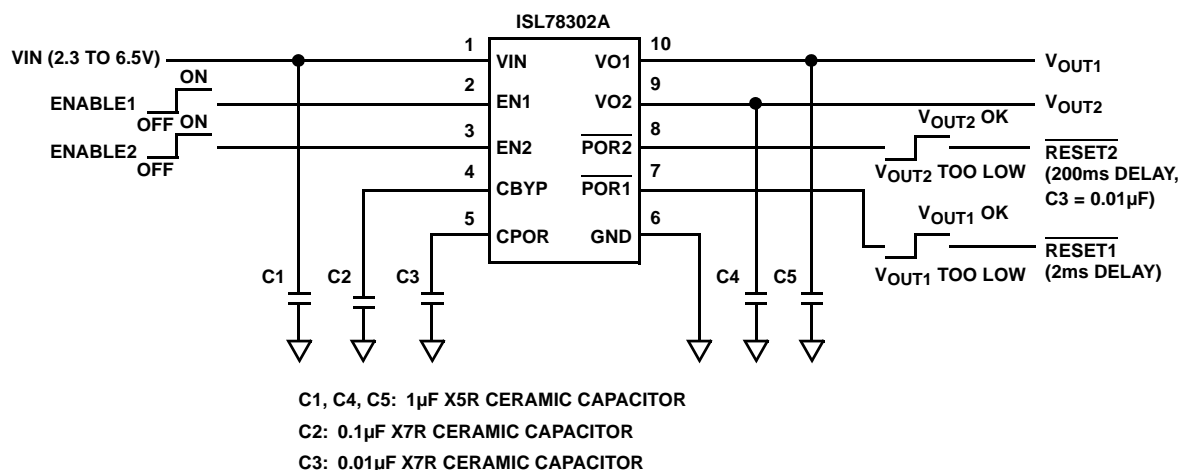 ISL78302A
VIN (2.3 TO 6.5V)
ON
ENABLE1
OFF
ON
ENABLE2
OFF
1
2
3
4
5
VIN
EN1
EN2
CBYP
CPOR
VO1
VO2
POR2
POR1
GND
10
9
8
7
6
VOUT1
VOUT2
VOUT2 OK
VOUT2 TOO LOW
RESET2
(200ms DELAY,
C3 = 0.01µF)
VOUT1 OK
VOUT1 TOO LOW
RESET1
(2ms DELAY)
C1
C2
C3
C4
C5
C1, C4, C5: 1µF X5R CERAMIC CAPACITOR
C2: 0.1µF X7R CERAMIC CAPACITOR
C3: 0.01µF X7R CERAMIC CAPACITOR